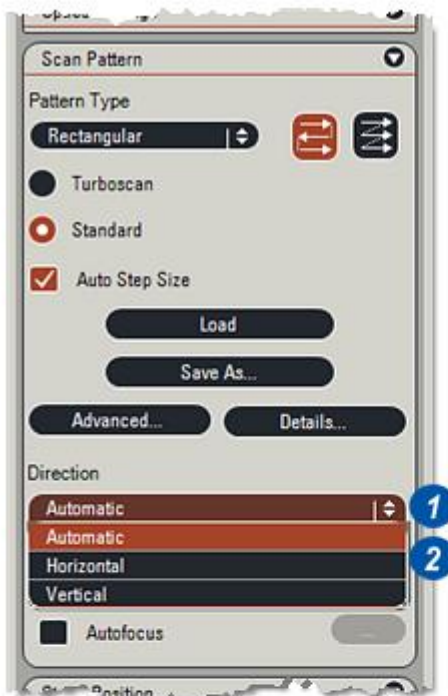 Scan Pattern
Pattern Type
Rectangular
Turboscan
Standard
Auto Step Size
Load
Save As...
Advanced... Details...
Direction
Automatic 1
Automatic
Horizontal 2
Vertical
Autofocus ...
Position